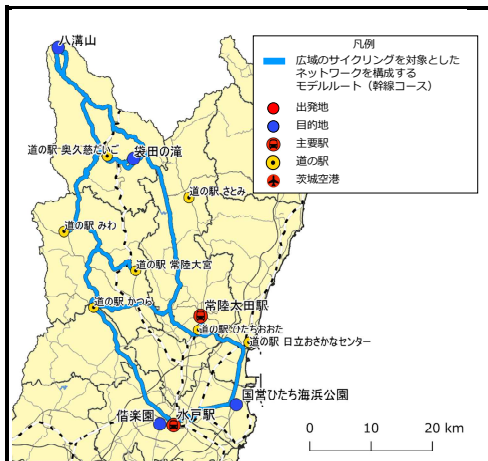 八溝山
凡例
広域のサイクリングを対象とした
ネットワークを構成する
モデルルート（幹線コース）
出発地
目的地
主要駅
道の駅
茨城空港
道の駅 奥久慈だいご
袋田の滝
道の駅 さとみ
道の駅 みわ
道の駅 常陸大宮
道の駅 かつら
常陸太田駅
道の駅 ひたちおおた
道の駅 日立おさかなセンター
国営ひたち海浜公園
偕楽園
水戸駅
0 10 20 km